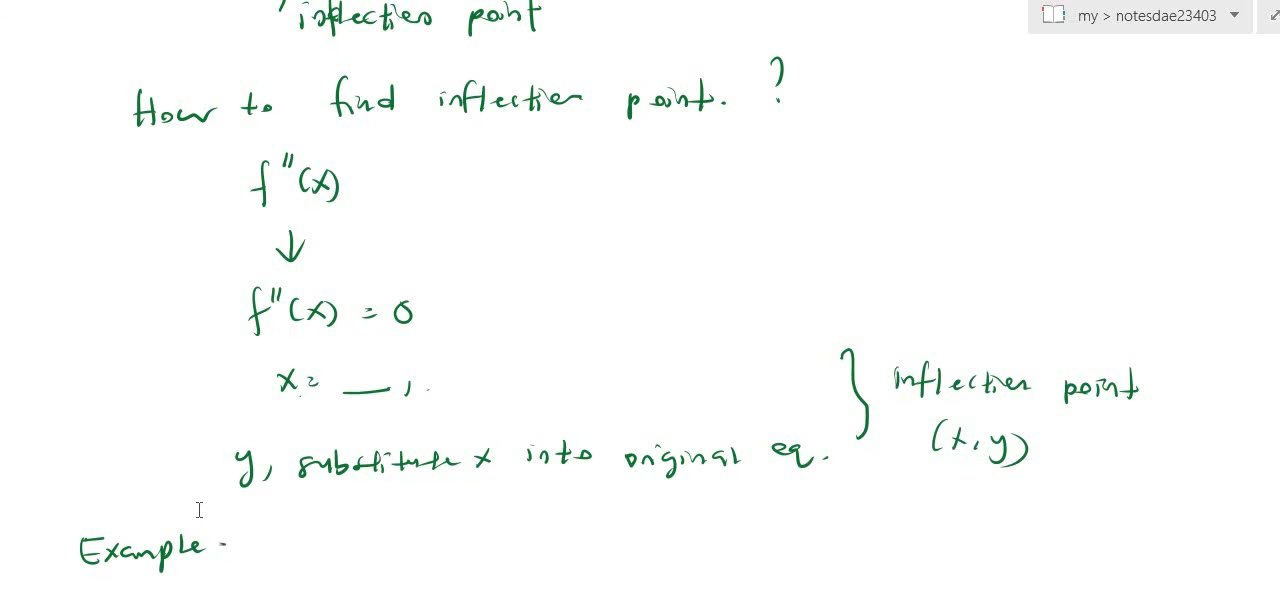 my > notesdae23403
inflection point
How to find inflection point. ?
f"(x)
↓
f"(x) = 0
x = __,
y, substitute x into original eq.
} inflection point
(x, y)
Example -